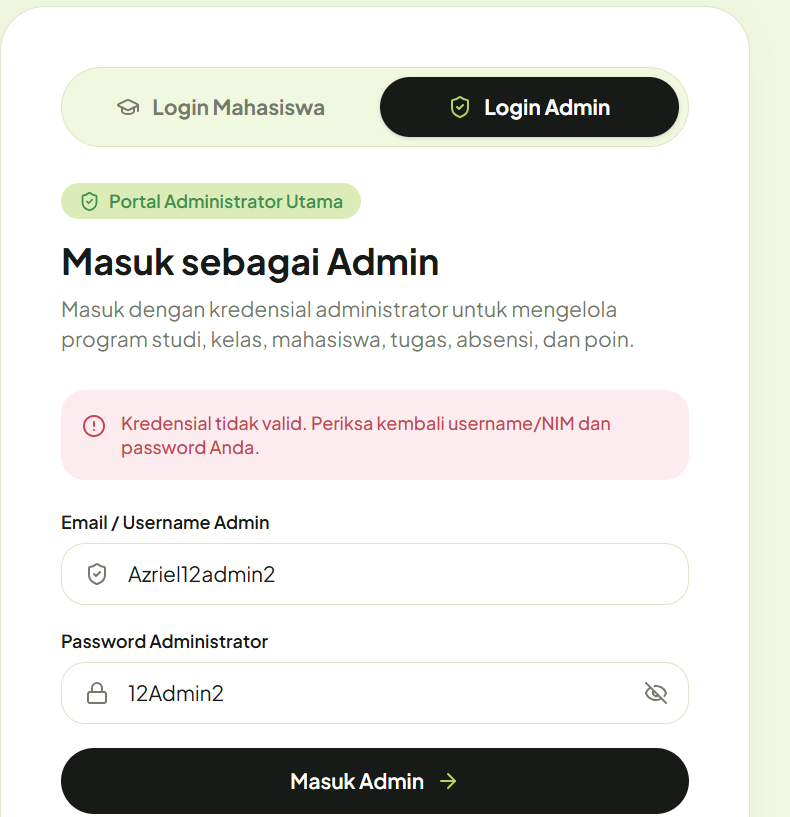 Login Mahasiswa
Login Admin
Portal Administrator Utama
Masuk sebagai Admin
Masuk dengan kredensial administrator untuk mengelola
program studi, kelas, mahasiswa, tugas, absensi, dan poin.
Kredensial tidak valid. Periksa kembali username/NIM dan
password Anda.
Email / Username Admin
Azriel12admin2
Password Administrator
12Admin2
Masuk Admin